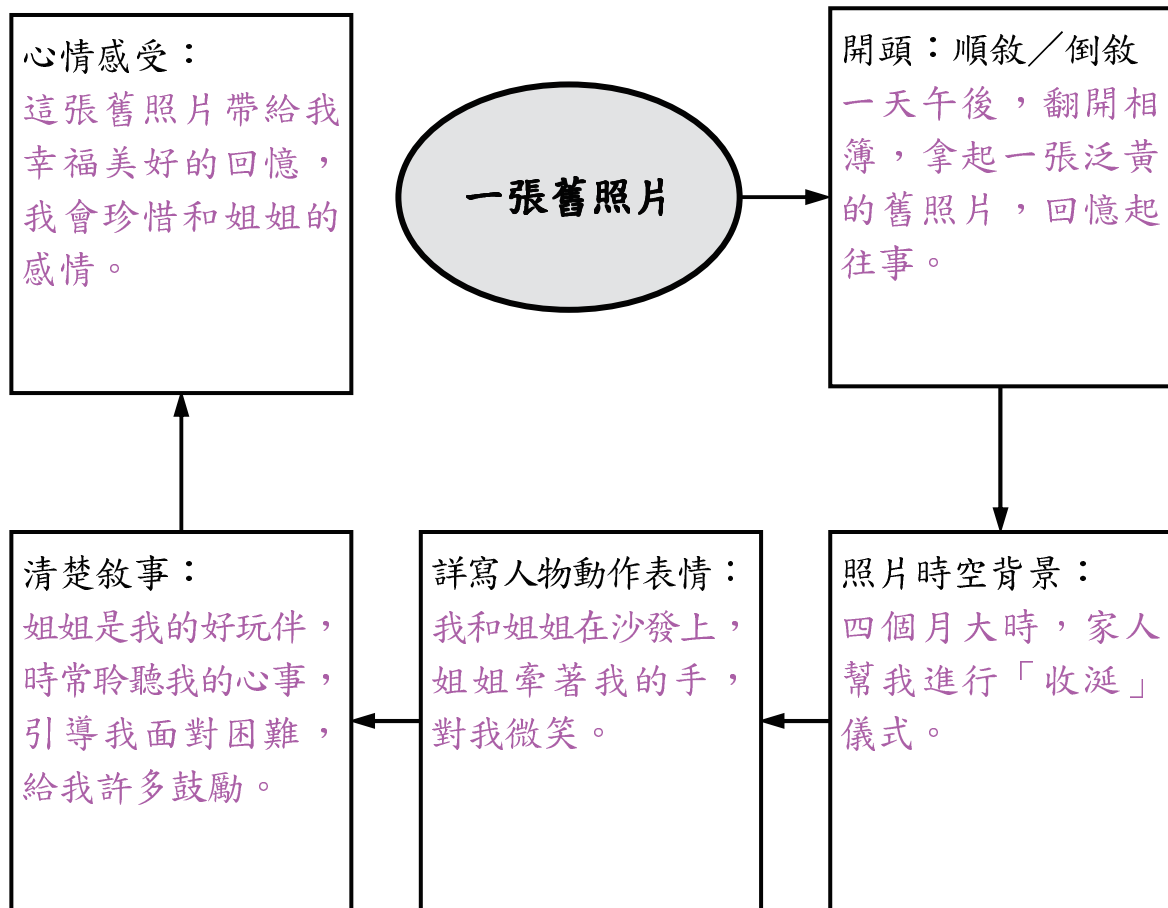 一張舊照片
開頭：順敘／倒敘
一天午後，翻開相
簿，拿起一張泛黃
的舊照片，回憶起
往事。
照片時空背景：
四個月大時，家人
幫我進行「收涎」
儀式。
詳寫人物動作表情：
我和姐姐在沙發上，
姐姐牽著我的手，
對我微笑。
清楚敘事：
姐姐是我的好玩伴，
時常聆聽我的心事，
引導我面對困難，
給我許多鼓勵。
心情感受：
這張舊照片帶給我
幸福美好的回憶，
我會珍惜和姐姐的
感情。